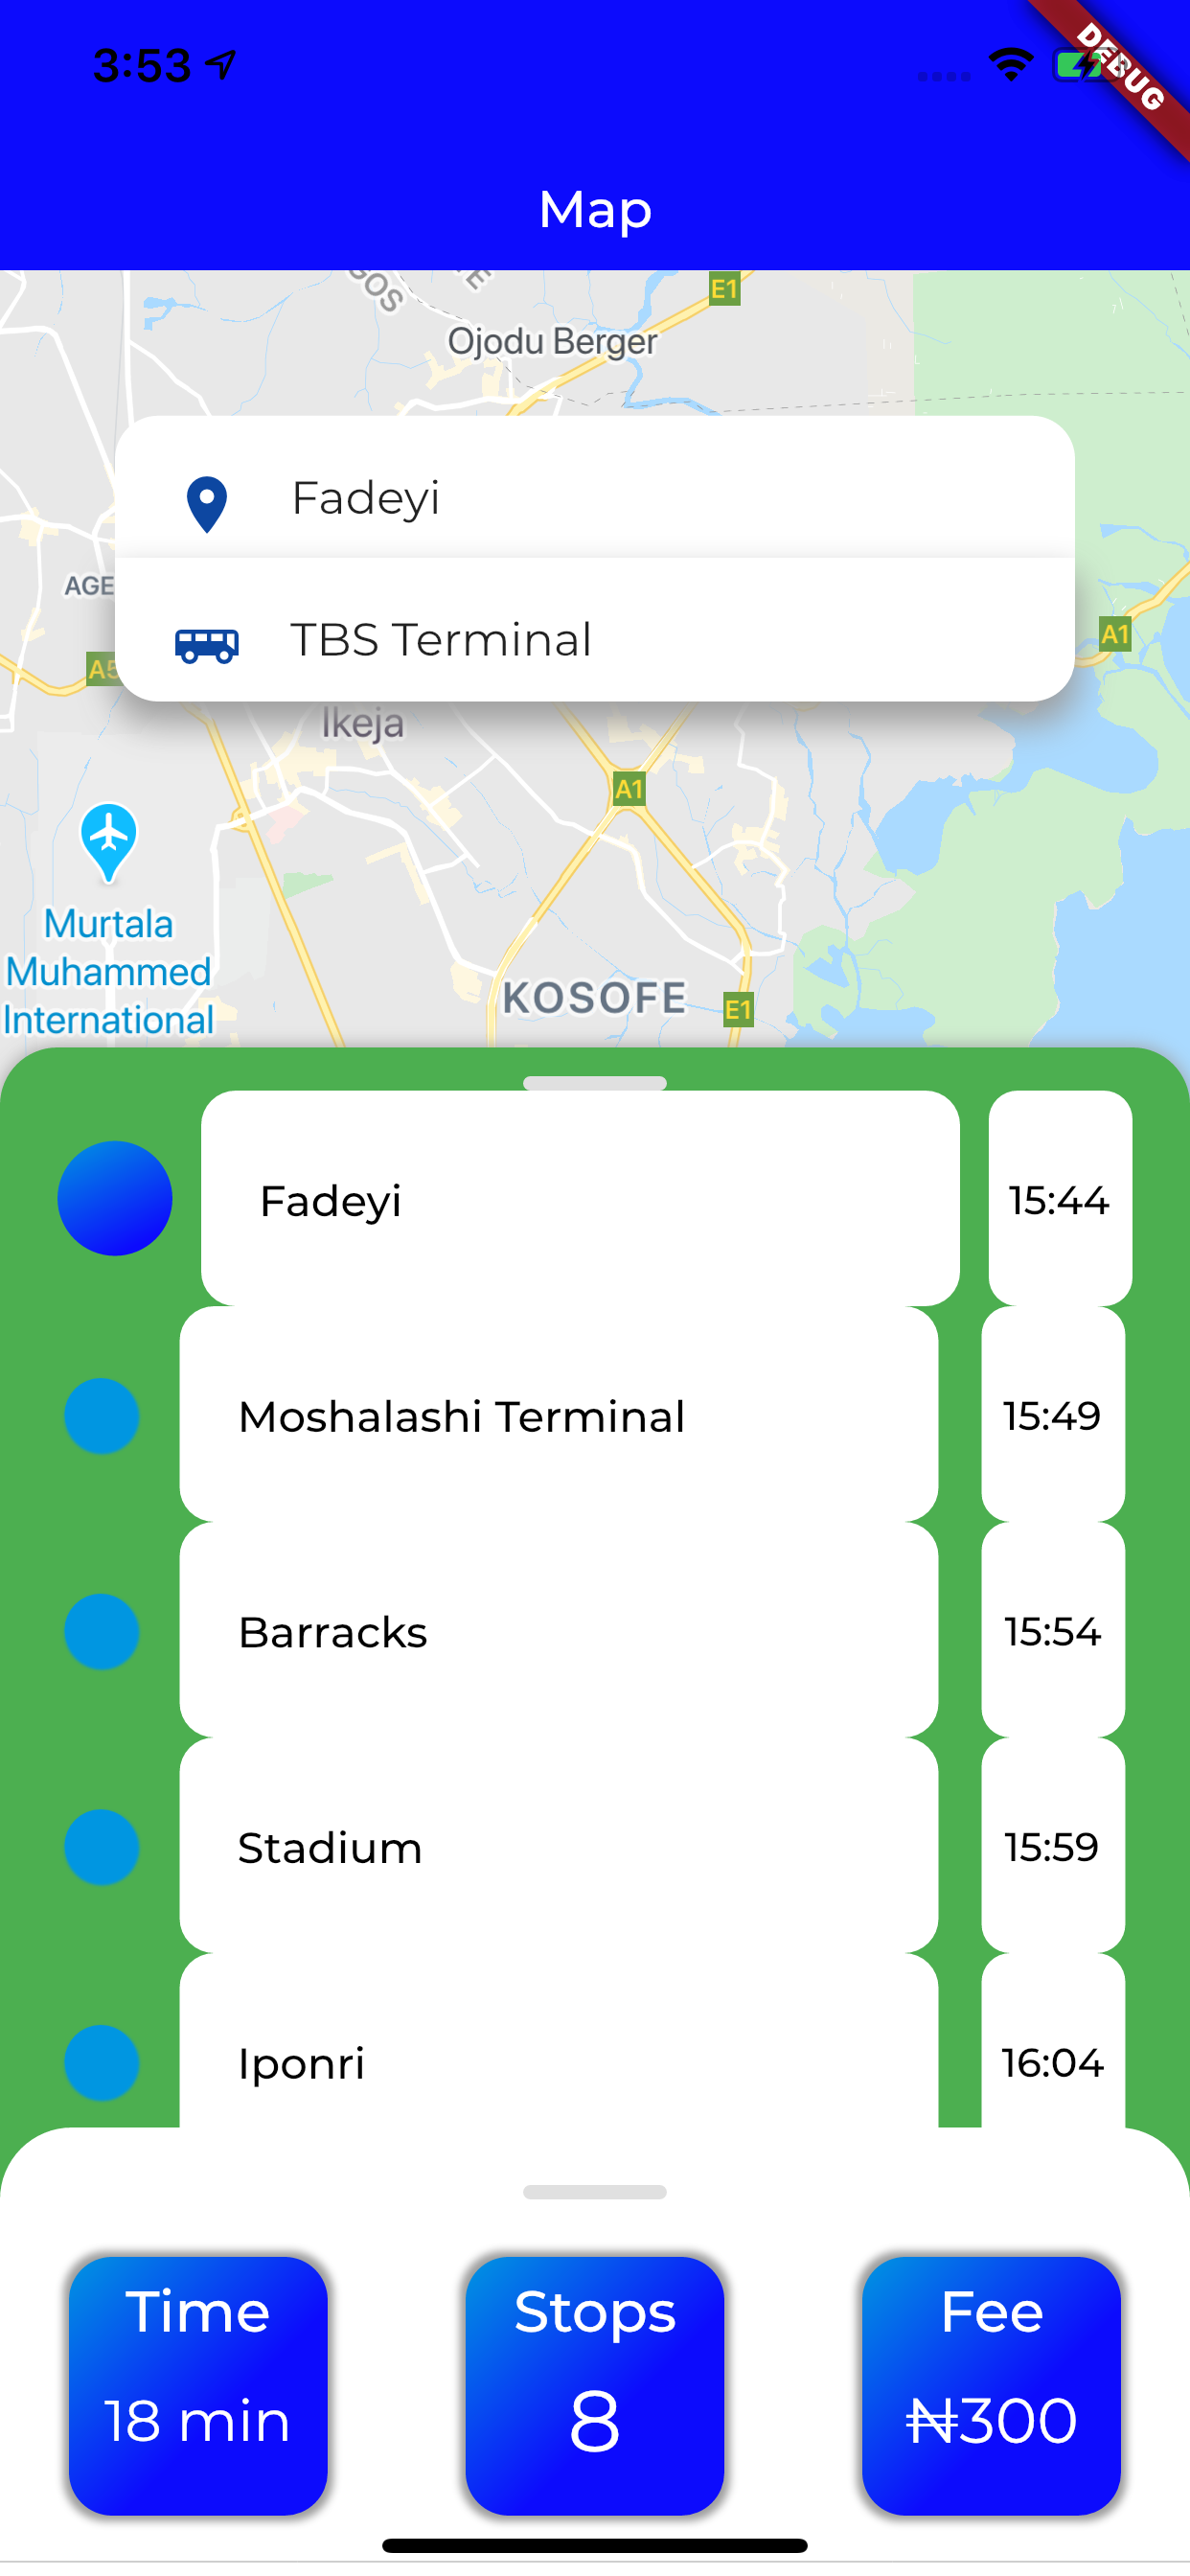 3:53
DEBUG
Map
E1
Ojodu Berger
Fadeyi
AGE
A1
TBS Terminal
A5
Ikeja
A1
Murtala
Muhammed
International
KOSOFE
E1
Fadeyi 15:44
Moshalashi Terminal 15:49
Barracks 15:54
Stadium 15:59
Iponri 16:04
Time Stops Fee
18 min 8 ₦300